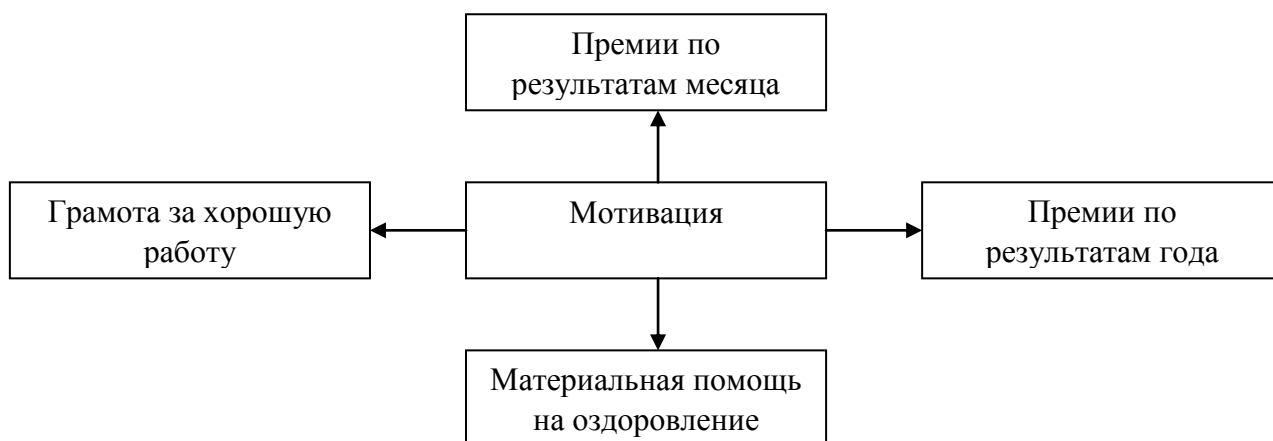 Премии по
результатам месяца
Грамота за хорошую
работу
Мотивация
Премии по
результатам года
Материальная помощь
на оздоровление